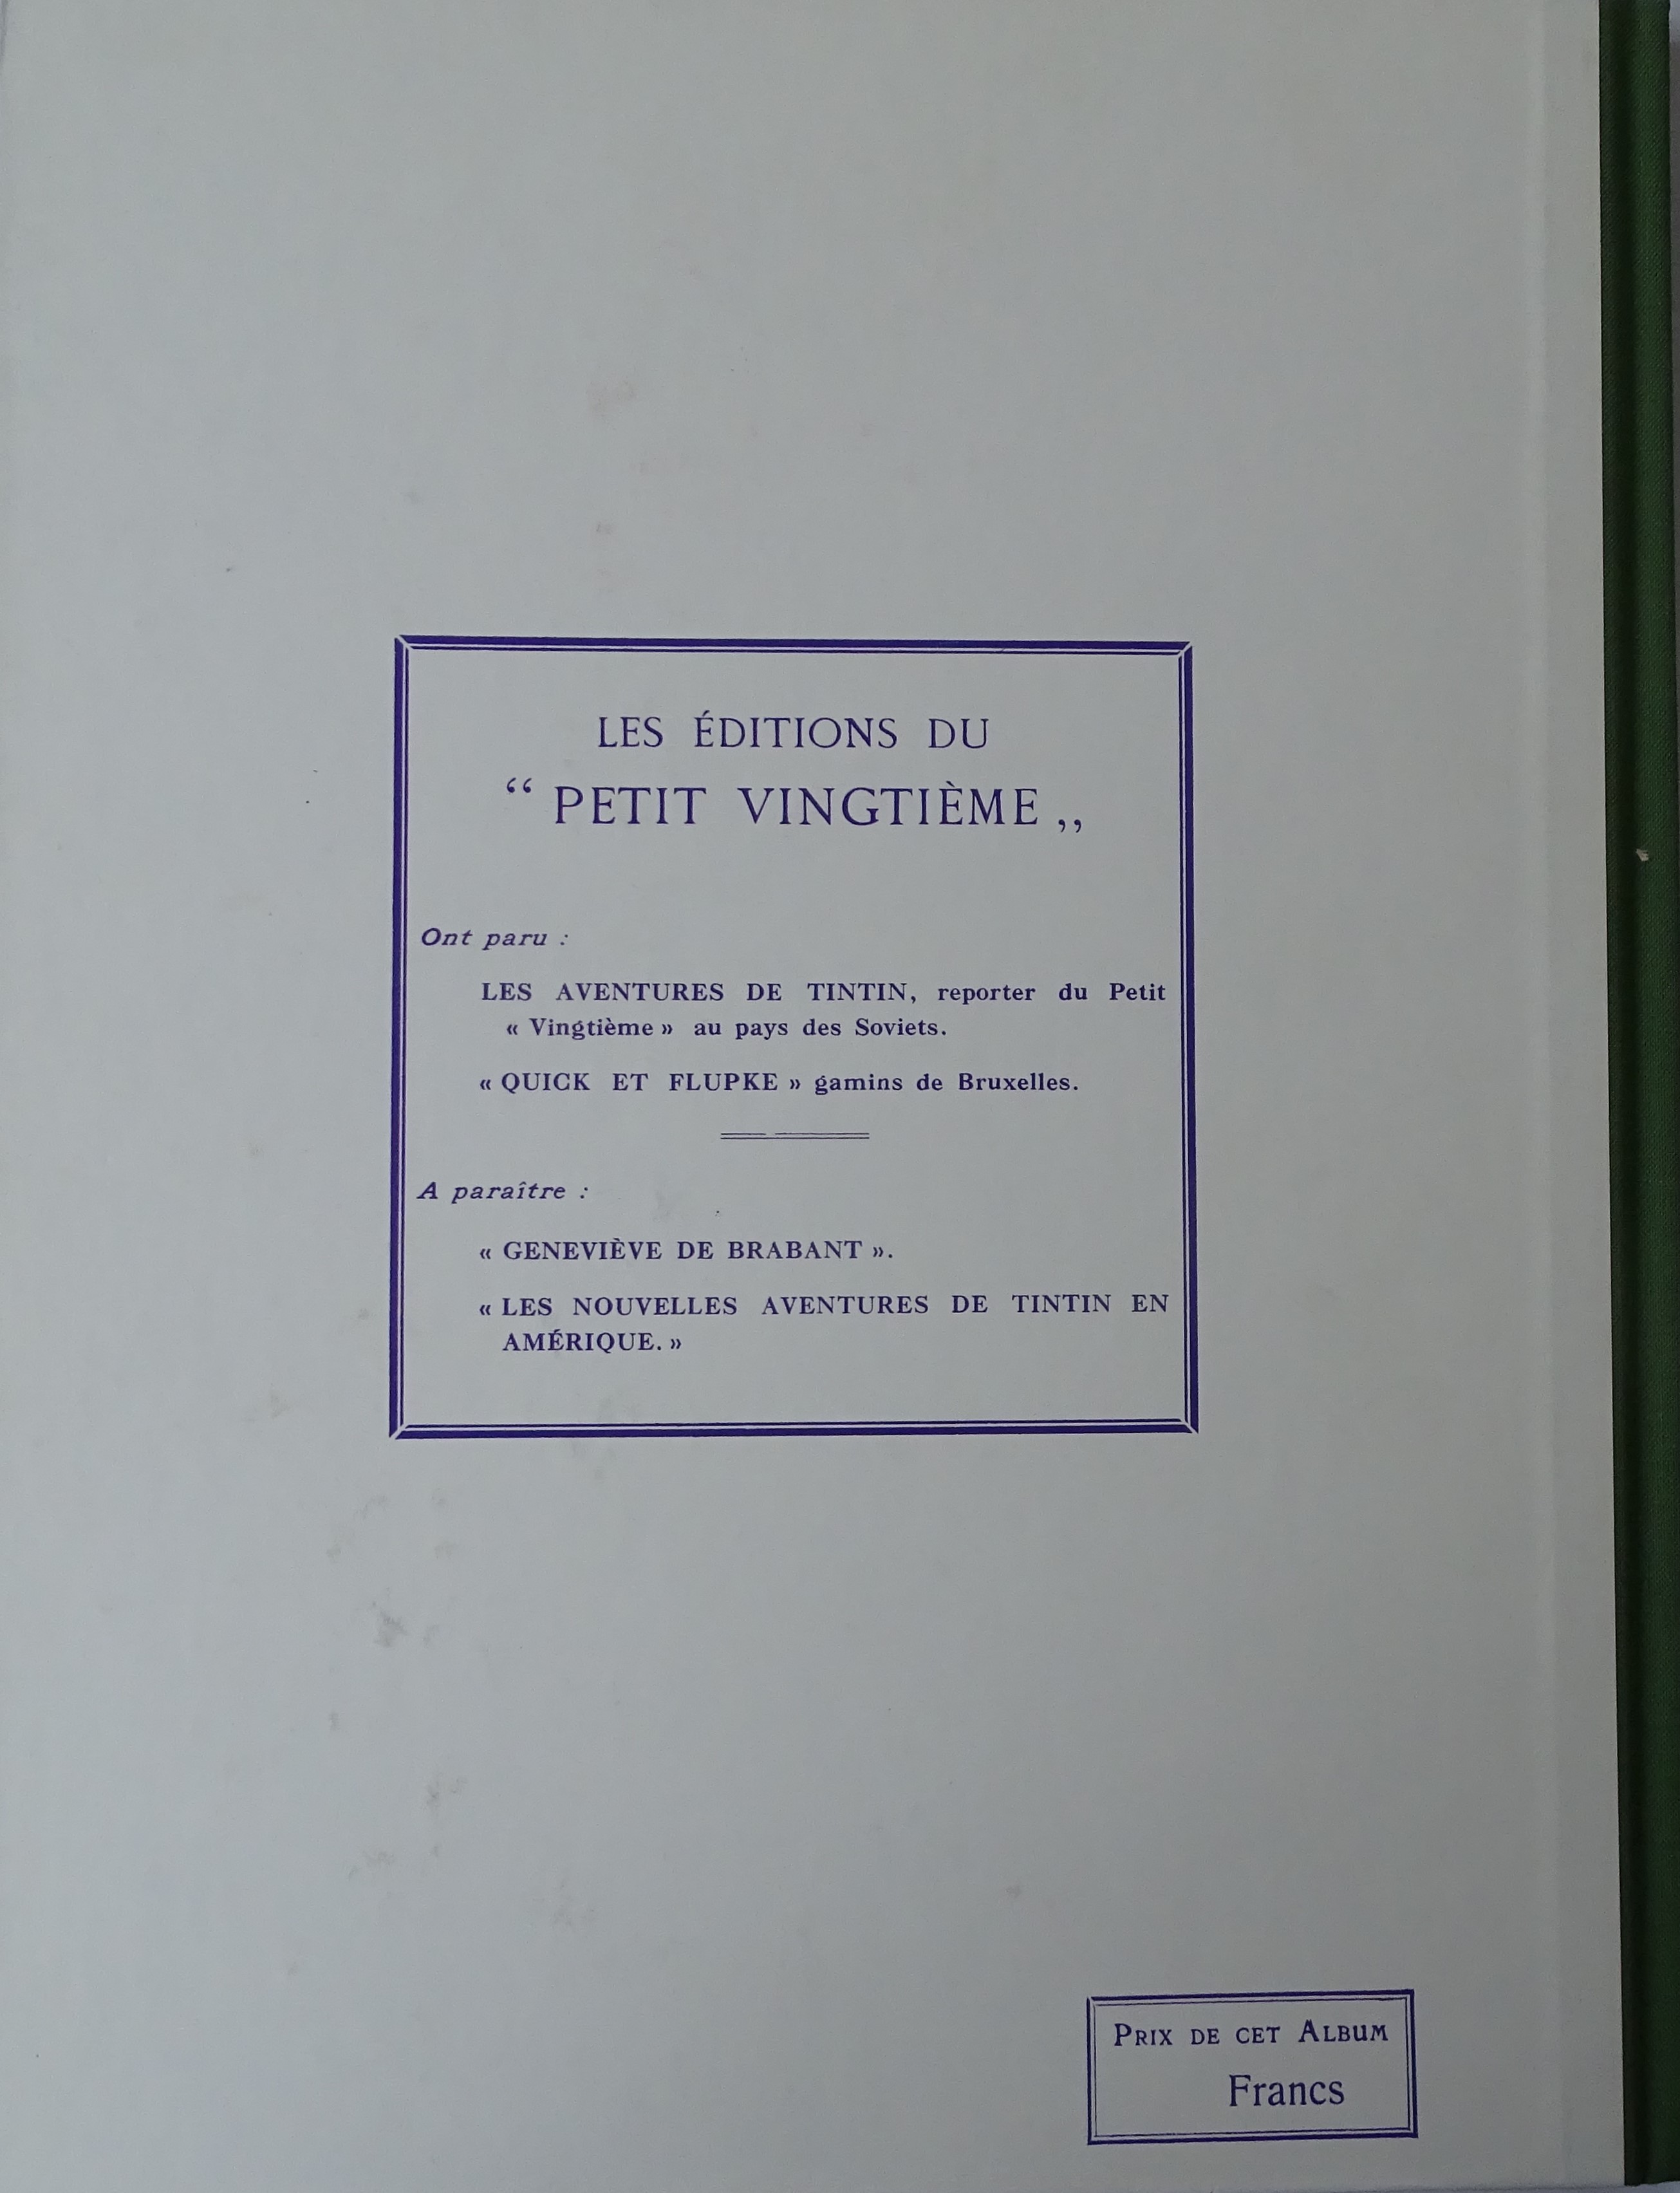 LES ÉDITIONS DU
“ PETIT VINGTIÈME „
Ont paru :
LES AVENTURES DE TINTIN, reporter du Petit
« Vingtième » au pays des Soviets.
« QUICK ET FLUPKE » gamins de Bruxelles.
A paraître :
« GENEVIÈVE DE BRABANT ».
« LES NOUVELLES AVENTURES DE TINTIN EN
AMÉRIQUE. »
PRIX DE CET ALBUM
Francs